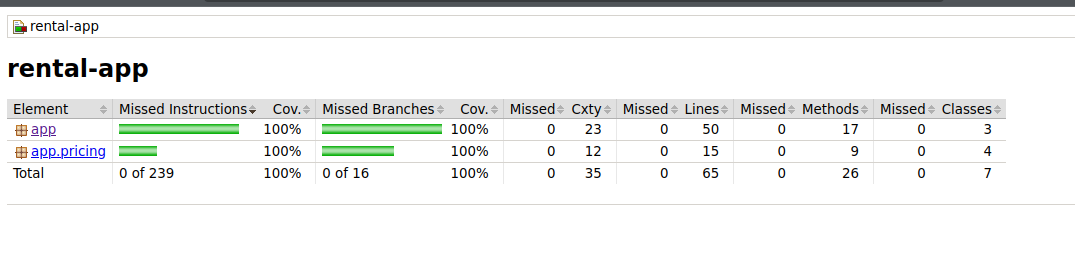 rental-app
rental-app
Element Missed Instructions Cov. Missed Branches Cov. Missed Cxty Missed Lines Missed Methods Missed Classes
app 100% 100% 0 23 0 50 0 17 0 3
app.pricing 100% 100% 0 12 0 15 0 9 0 4
Total 0 of 239 100% 0 of 16 100% 0 35 0 65 0 26 0 7